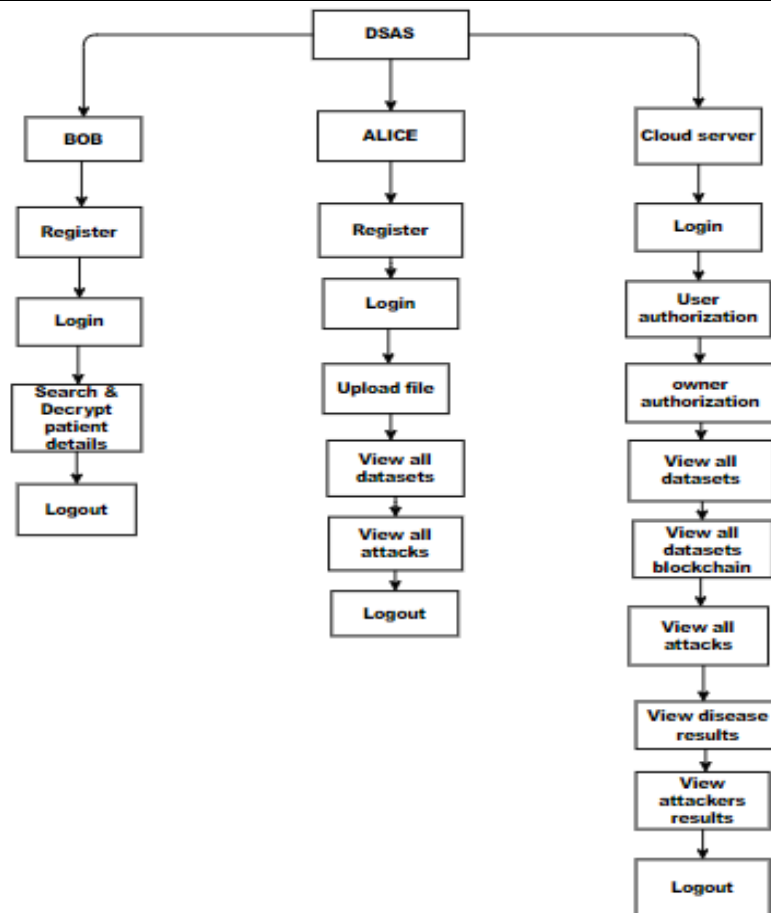 DSAS
BOB
Register
Login
Search &
Decrypt
patient
details
Logout
ALICE
Register
Login
Upload file
View all
datasets
View all
attacks
Logout
Cloud server
Login
User
authorization
owner
authorization
View all
datasets
View all
datasets
blockchain
View all
attacks
View disease
results
View
attackers
results
Logout